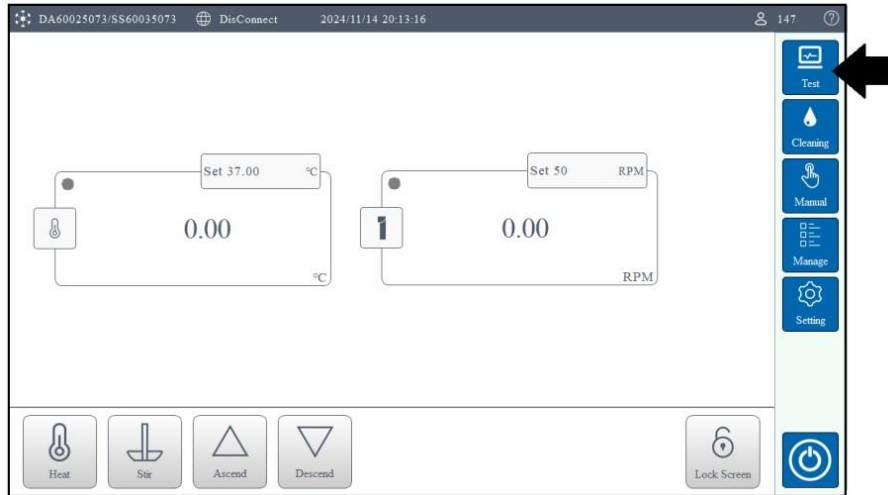 DA60025073/SS60035073 DisConnect 2024/11/14 20:13:16 147 ?
Test
Cleaning
Manual
Manage
Setting
Set 37.00 °C
0.00
°C
Set 50 RPM
1 0.00
RPM
Heat Stir Ascend Descend Lock Screen